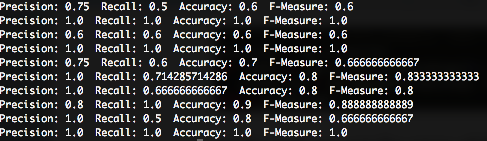 Precision: 0.75 Recall: 0.5 Accuracy: 0.6 F-Measure: 0.6
Precision: 1.0 Recall: 1.0 Accuracy: 1.0 F-Measure: 1.0
Precision: 0.6 Recall: 0.6 Accuracy: 0.6 F-Measure: 0.6
Precision: 1.0 Recall: 1.0 Accuracy: 1.0 F-Measure: 1.0
Precision: 0.75 Recall: 0.6 Accuracy: 0.7 F-Measure: 0.666666666667
Precision: 1.0 Recall: 0.714285714286 Accuracy: 0.8 F-Measure: 0.833333333333
Precision: 1.0 Recall: 0.666666666667 Accuracy: 0.8 F-Measure: 0.8
Precision: 0.8 Recall: 1.0 Accuracy: 0.9 F-Measure: 0.888888888889
Precision: 1.0 Recall: 0.5 Accuracy: 0.8 F-Measure: 0.666666666667
Precision: 1.0 Recall: 1.0 Accuracy: 1.0 F-Measure: 1.0